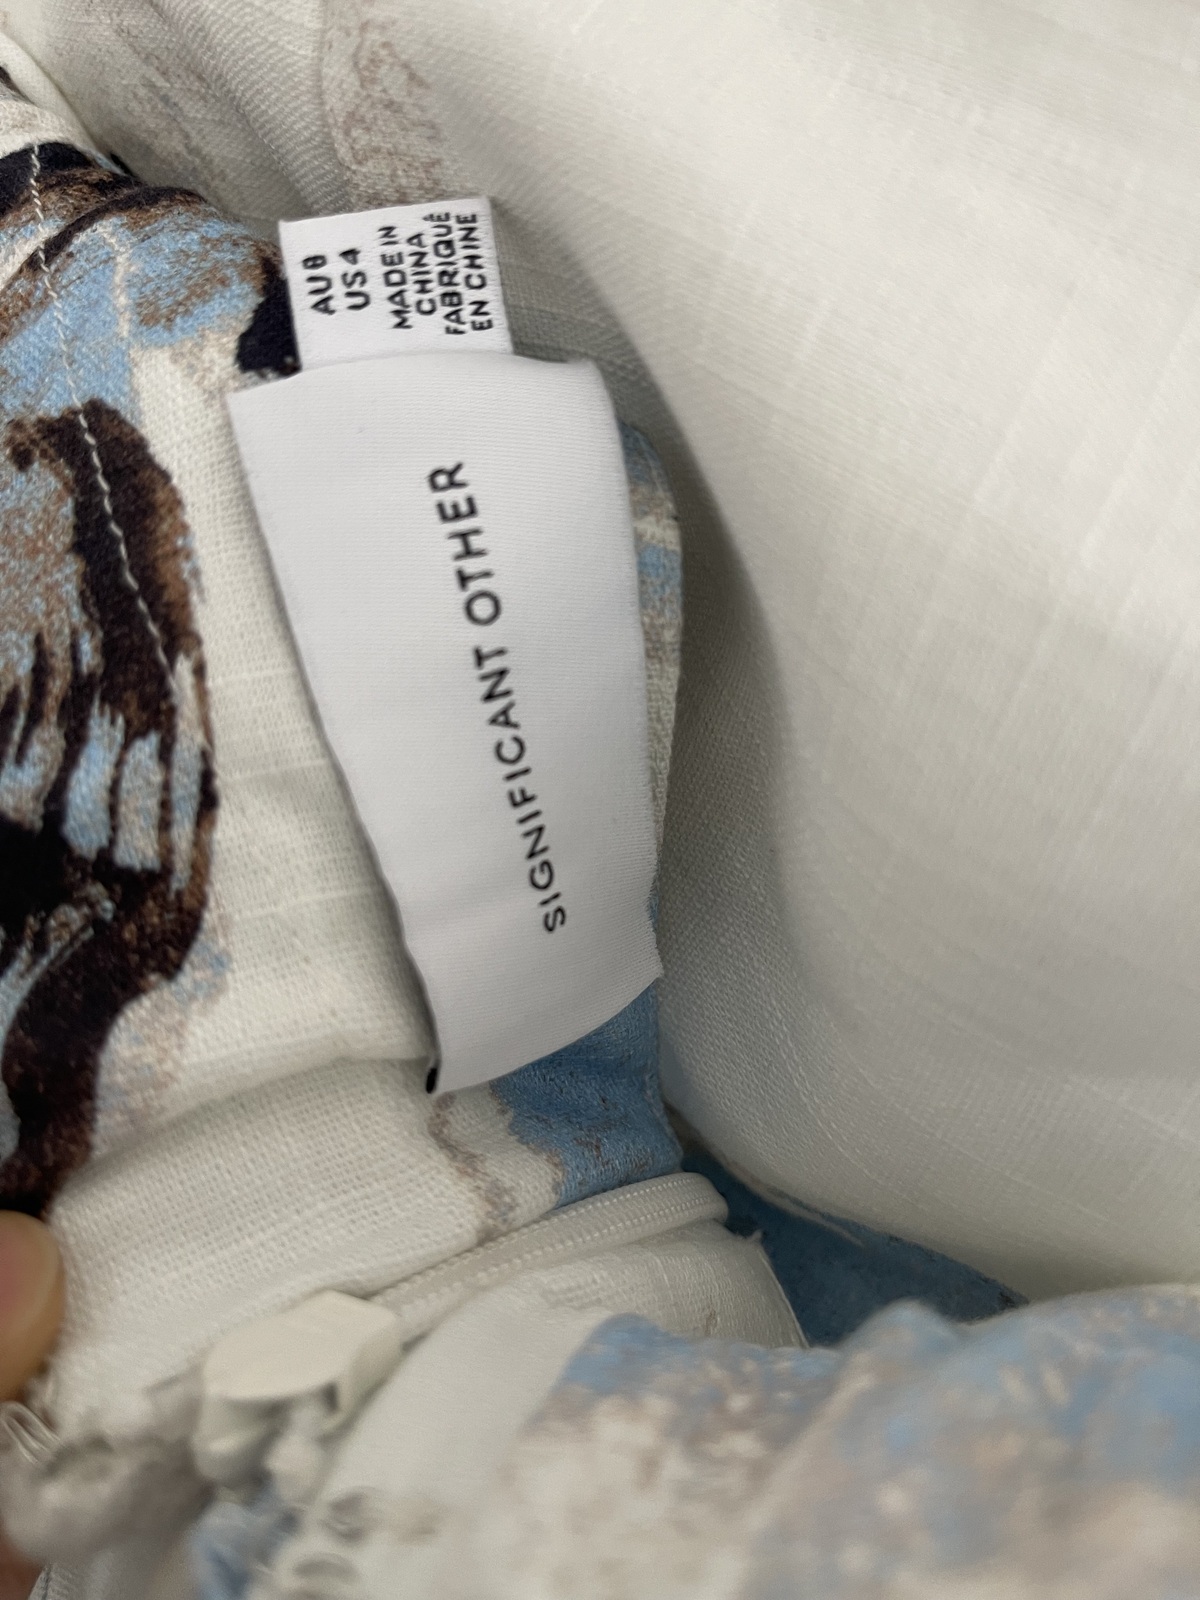 AU 8
US 4
MADE IN
CHINA
FABRIQUÉ
EN CHINE
SIGNIFICANT OTHER